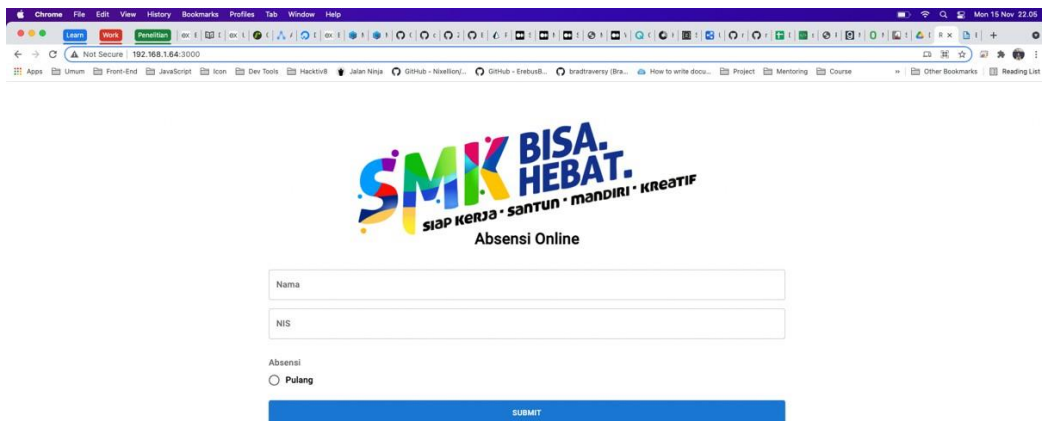 Chrome File Edit View History Bookmarks Profiles Tab Window Help Mon 15 Nov 22.05
Learn Work Penelitian
Not Secure 192.168.1.64:3000
Apps Umum Front-End JavaScript Icon Dev Tools Hacktiv8 Jalan Ninja GitHub - Nixellion/... GitHub - ErebusB... bradtraversy (Bra... How to write docu... Project Mentoring Course » Other Bookmarks Reading List
SMK BISA.
HEBAT.
SIAP KERJA · SANTUN · MANDIRI · KREATIF
Absensi Online
Nama
NIS
Absensi
Pulang
SUBMIT